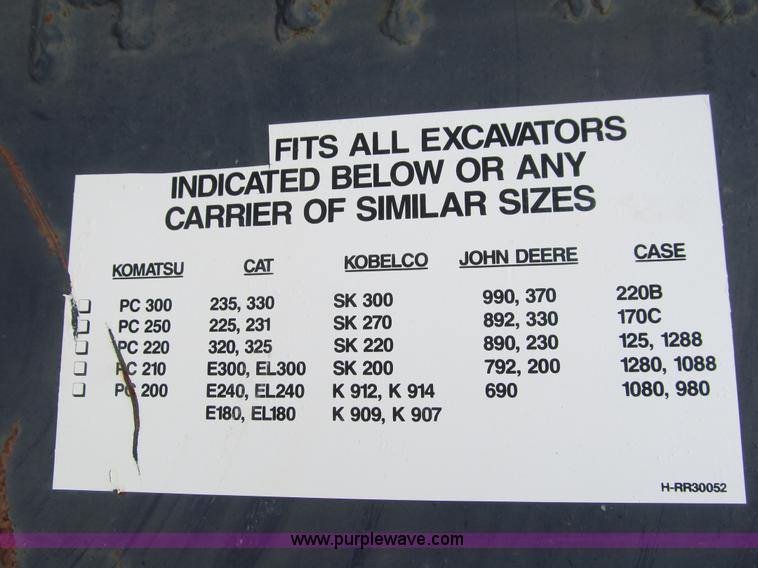 FITS ALL EXCAVATORS
INDICATED BELOW OR ANY
CARRIER OF SIMILAR SIZES
KOMATSU CAT KOBELCO JOHN DEERE CASE
PC 300 235, 330 SK 300 990, 370 220B
PC 250 225, 231 SK 270 892, 330 170C
PC 220 320, 325 SK 220 890, 230 125, 1288
PC 210 E300, EL300 SK 200 792, 200 1280, 1088
PC 200 E240, EL240 K 912, K 914 690 1080, 980
E180, EL180 K 909, K 907
H-RR30052
www.purplewave.com